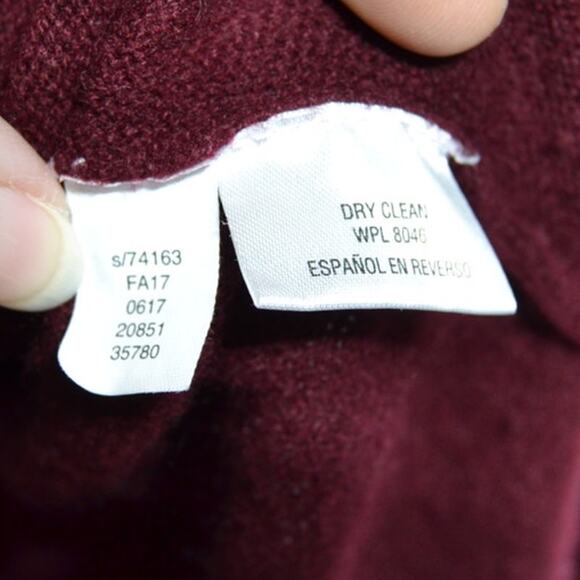 s/74163
FA17
0617
20851
35780
DRY CLEAN
WPL 8046
ESPAÑOL EN REVERSO